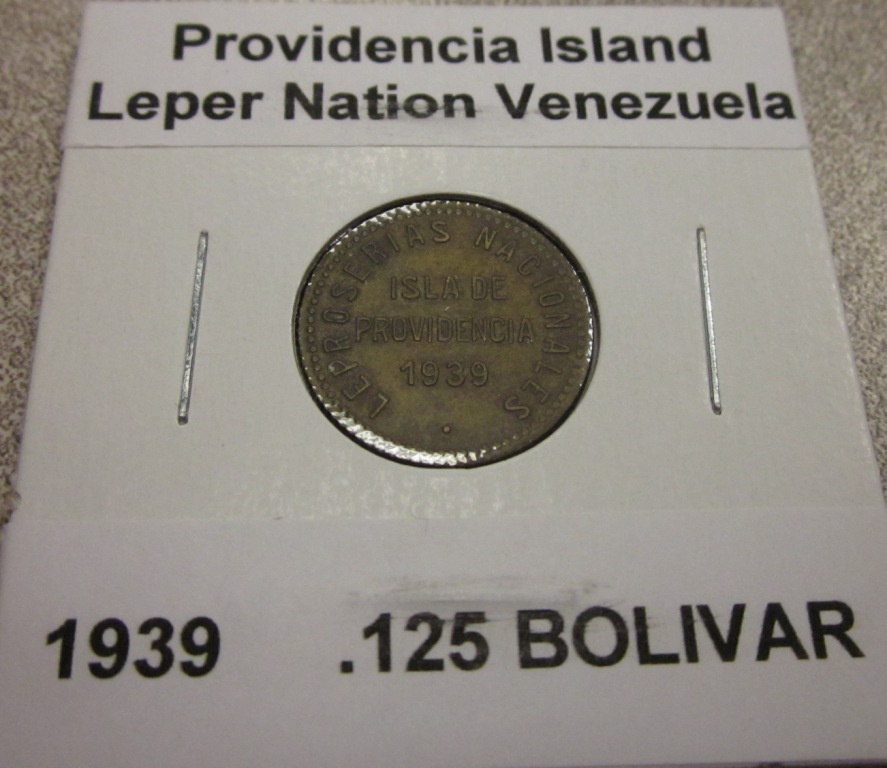 Providencia Island
Leper Nation Venezuela
LEPROSERIAS NACIONALES
ISLA DE
PROVIDENCIA
1939
1939 .125 BOLIVAR